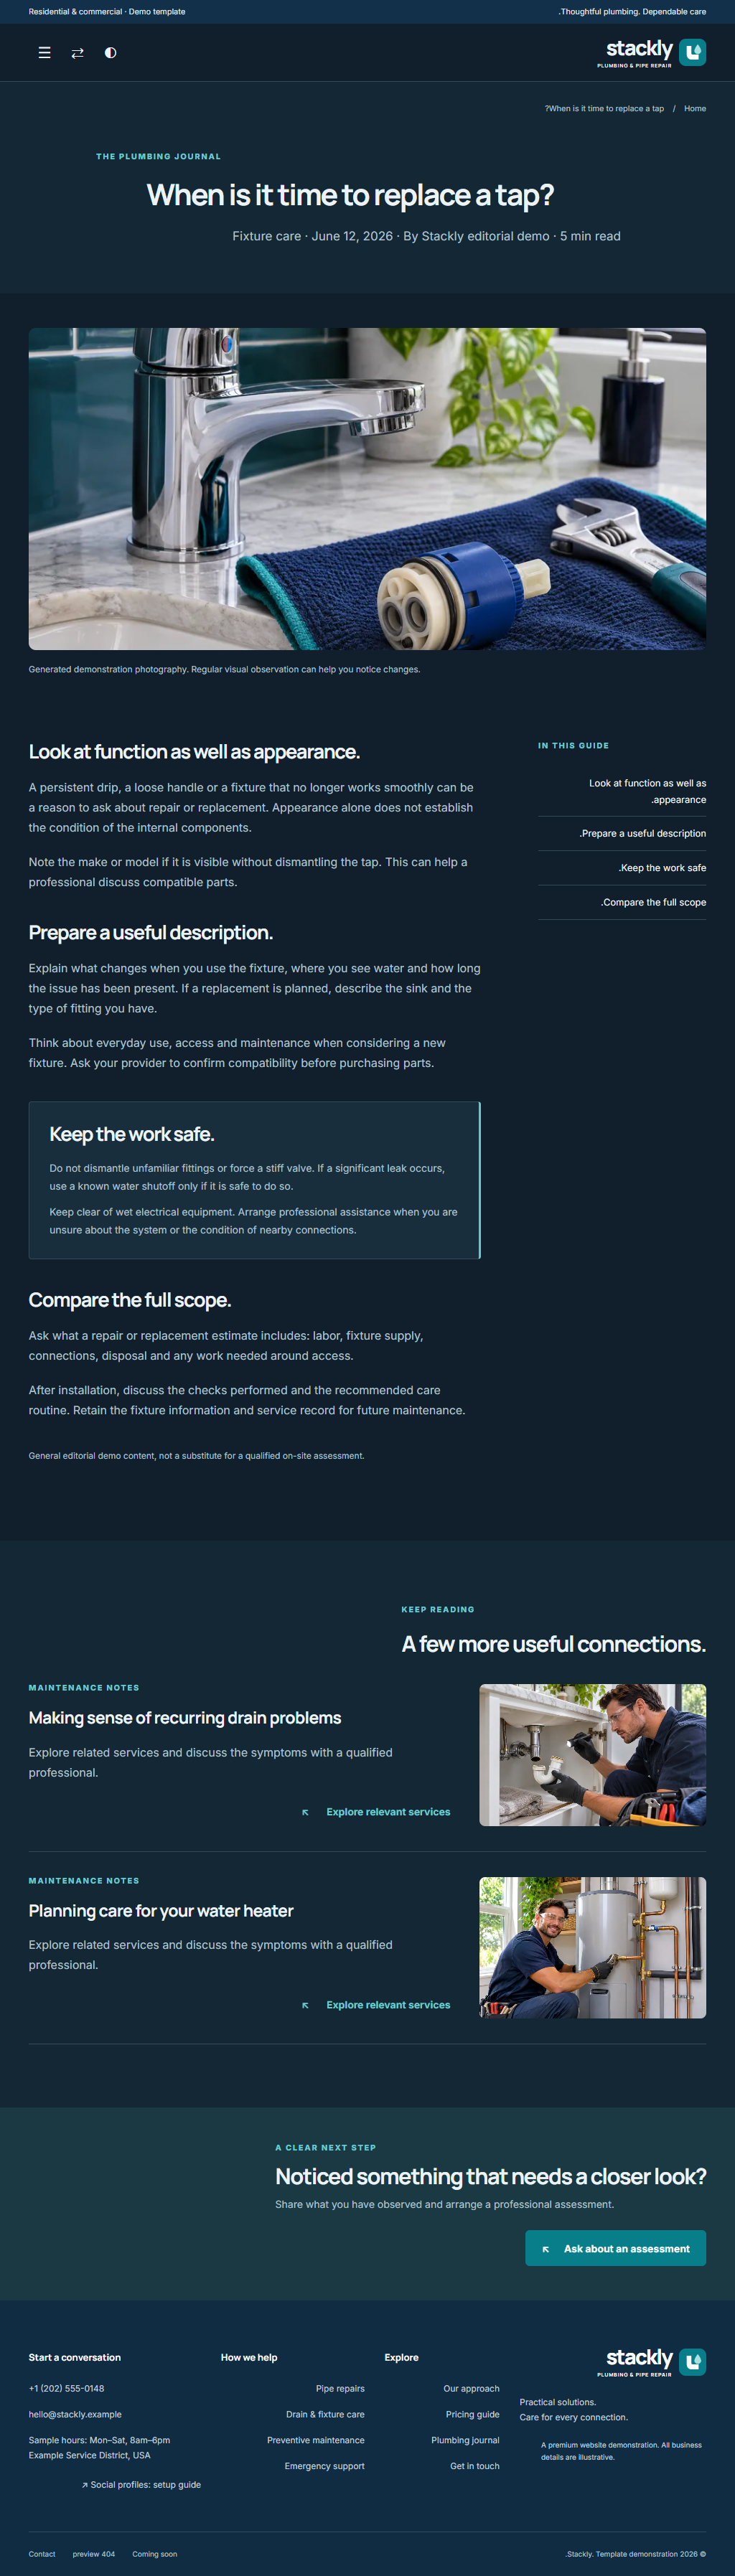 Residential & commercial · Demo template
.Thoughtful plumbing. Dependable care
stackly
PLUMBING & PIPE REPAIR
?When is it time to replace a tap / Home
THE PLUMBING JOURNAL
When is it time to replace a tap?
Fixture care · June 12, 2026 · By Stackly editorial demo · 5 min read
Generated demonstration photography. Regular visual observation can help you notice changes.
Look at function as well as appearance.
A persistent drip, a loose handle or a fixture that no longer works smoothly can be
a reason to ask about repair or replacement. Appearance alone does not establish
the condition of the internal components.
Note the make or model if it is visible without dismantling the tap. This can help a
professional discuss compatible parts.
Prepare a useful description.
Explain what changes when you use the fixture, where you see water and how long
the issue has been present. If a replacement is planned, describe the sink and the
type of fitting you have.
Think about everyday use, access and maintenance when considering a new
fixture. Ask your provider to confirm compatibility before purchasing parts.
Keep the work safe.
Do not dismantle unfamiliar fittings or force a stiff valve. If a significant leak occurs,
use a known water shutoff only if it is safe to do so.
Keep clear of wet electrical equipment. Arrange professional assistance when you are
unsure about the system or the condition of nearby connections.
Compare the full scope.
Ask what a repair or replacement estimate includes: labor, fixture supply,
connections, disposal and any work needed around access.
After installation, discuss the checks performed and the recommended care
routine. Retain the fixture information and service record for future maintenance.
General editorial demo content, not a substitute for a qualified on-site assessment.
IN THIS GUIDE
Look at function as well as
.appearance
.Prepare a useful description
.Keep the work safe
.Compare the full scope
KEEP READING
A few more useful connections.
MAINTENANCE NOTES
Making sense of recurring drain problems
Explore related services and discuss the symptoms with a qualified
professional.
↖ Explore relevant services
MAINTENANCE NOTES
Planning care for your water heater
Explore related services and discuss the symptoms with a qualified
professional.
↖ Explore relevant services
A CLEAR NEXT STEP
Noticed something that needs a closer look?
Share what you have observed and arrange a professional assessment.
↖ Ask about an assessment
Start a conversation
+1 (202) 555-0148
hello@stackly.example
Sample hours: Mon–Sat, 8am–6pm
Example Service District, USA
↗ Social profiles: setup guide
How we help
Pipe repairs
Drain & fixture care
Preventive maintenance
Emergency support
Explore
Our approach
Pricing guide
Plumbing journal
Get in touch
stackly
PLUMBING & PIPE REPAIR
Practical solutions.
Care for every connection.
A premium website demonstration. All business
details are illustrative.
Contact
preview 404
Coming soon
.Stackly. Template demonstration 2026 ©